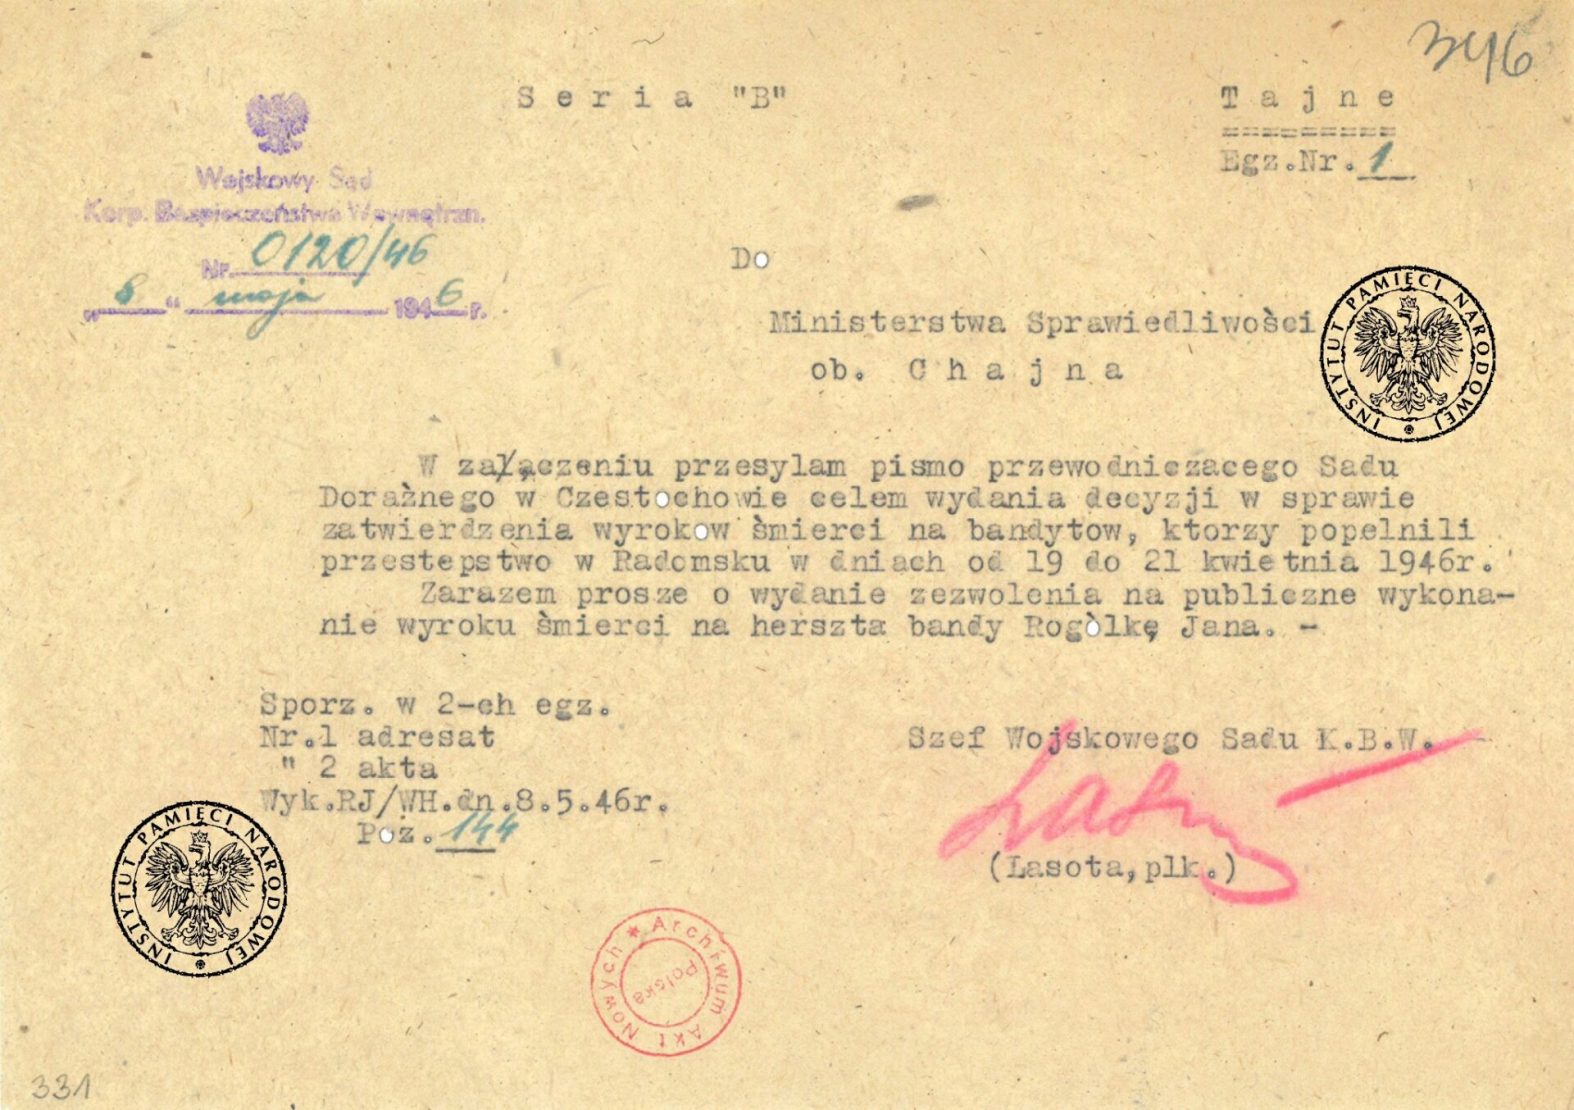 346
Seria "B"
Tajne
=========
Egz.Nr. 1
Wojskowy Sąd
Korp. Bezpieczeństwa Wewnętrzn.
Nr. 0120/46
„8" maja 1946 r.
Do
Ministerstwa Sprawiedliwości
ob. Chajna
INSTYTUT PAMIĘCI NARODOWEJ
W załączeniu przesylam pismo przewodniczacego Sadu
Doraźnego w Czestochowie celem wydania decyzji w sprawie
zatwierdzenia wyrokow śmierci na bandytow, ktorzy popelnili
przestepstwo w Radomsku w dniach od 19 do 21 kwietnia 1946r.
Zarazem prosze o wydanie zezwolenia na publiczne wykona-
nie wyroku śmierci na herszta bandy Rogòlkę Jana. -
Sporz. w 2-ch egz.
Nr.1 adresat
" 2 akta
Wyk.RJ/WH.dn.8.5.46r.
Poz. 144
Szef Wojskowego Sadu K.B.W.
Lasota
(Lasota,plk.)
INSTYTUT PAMIĘCI NARODOWEJ
* Archiwum Akt Nowych
Polska
331